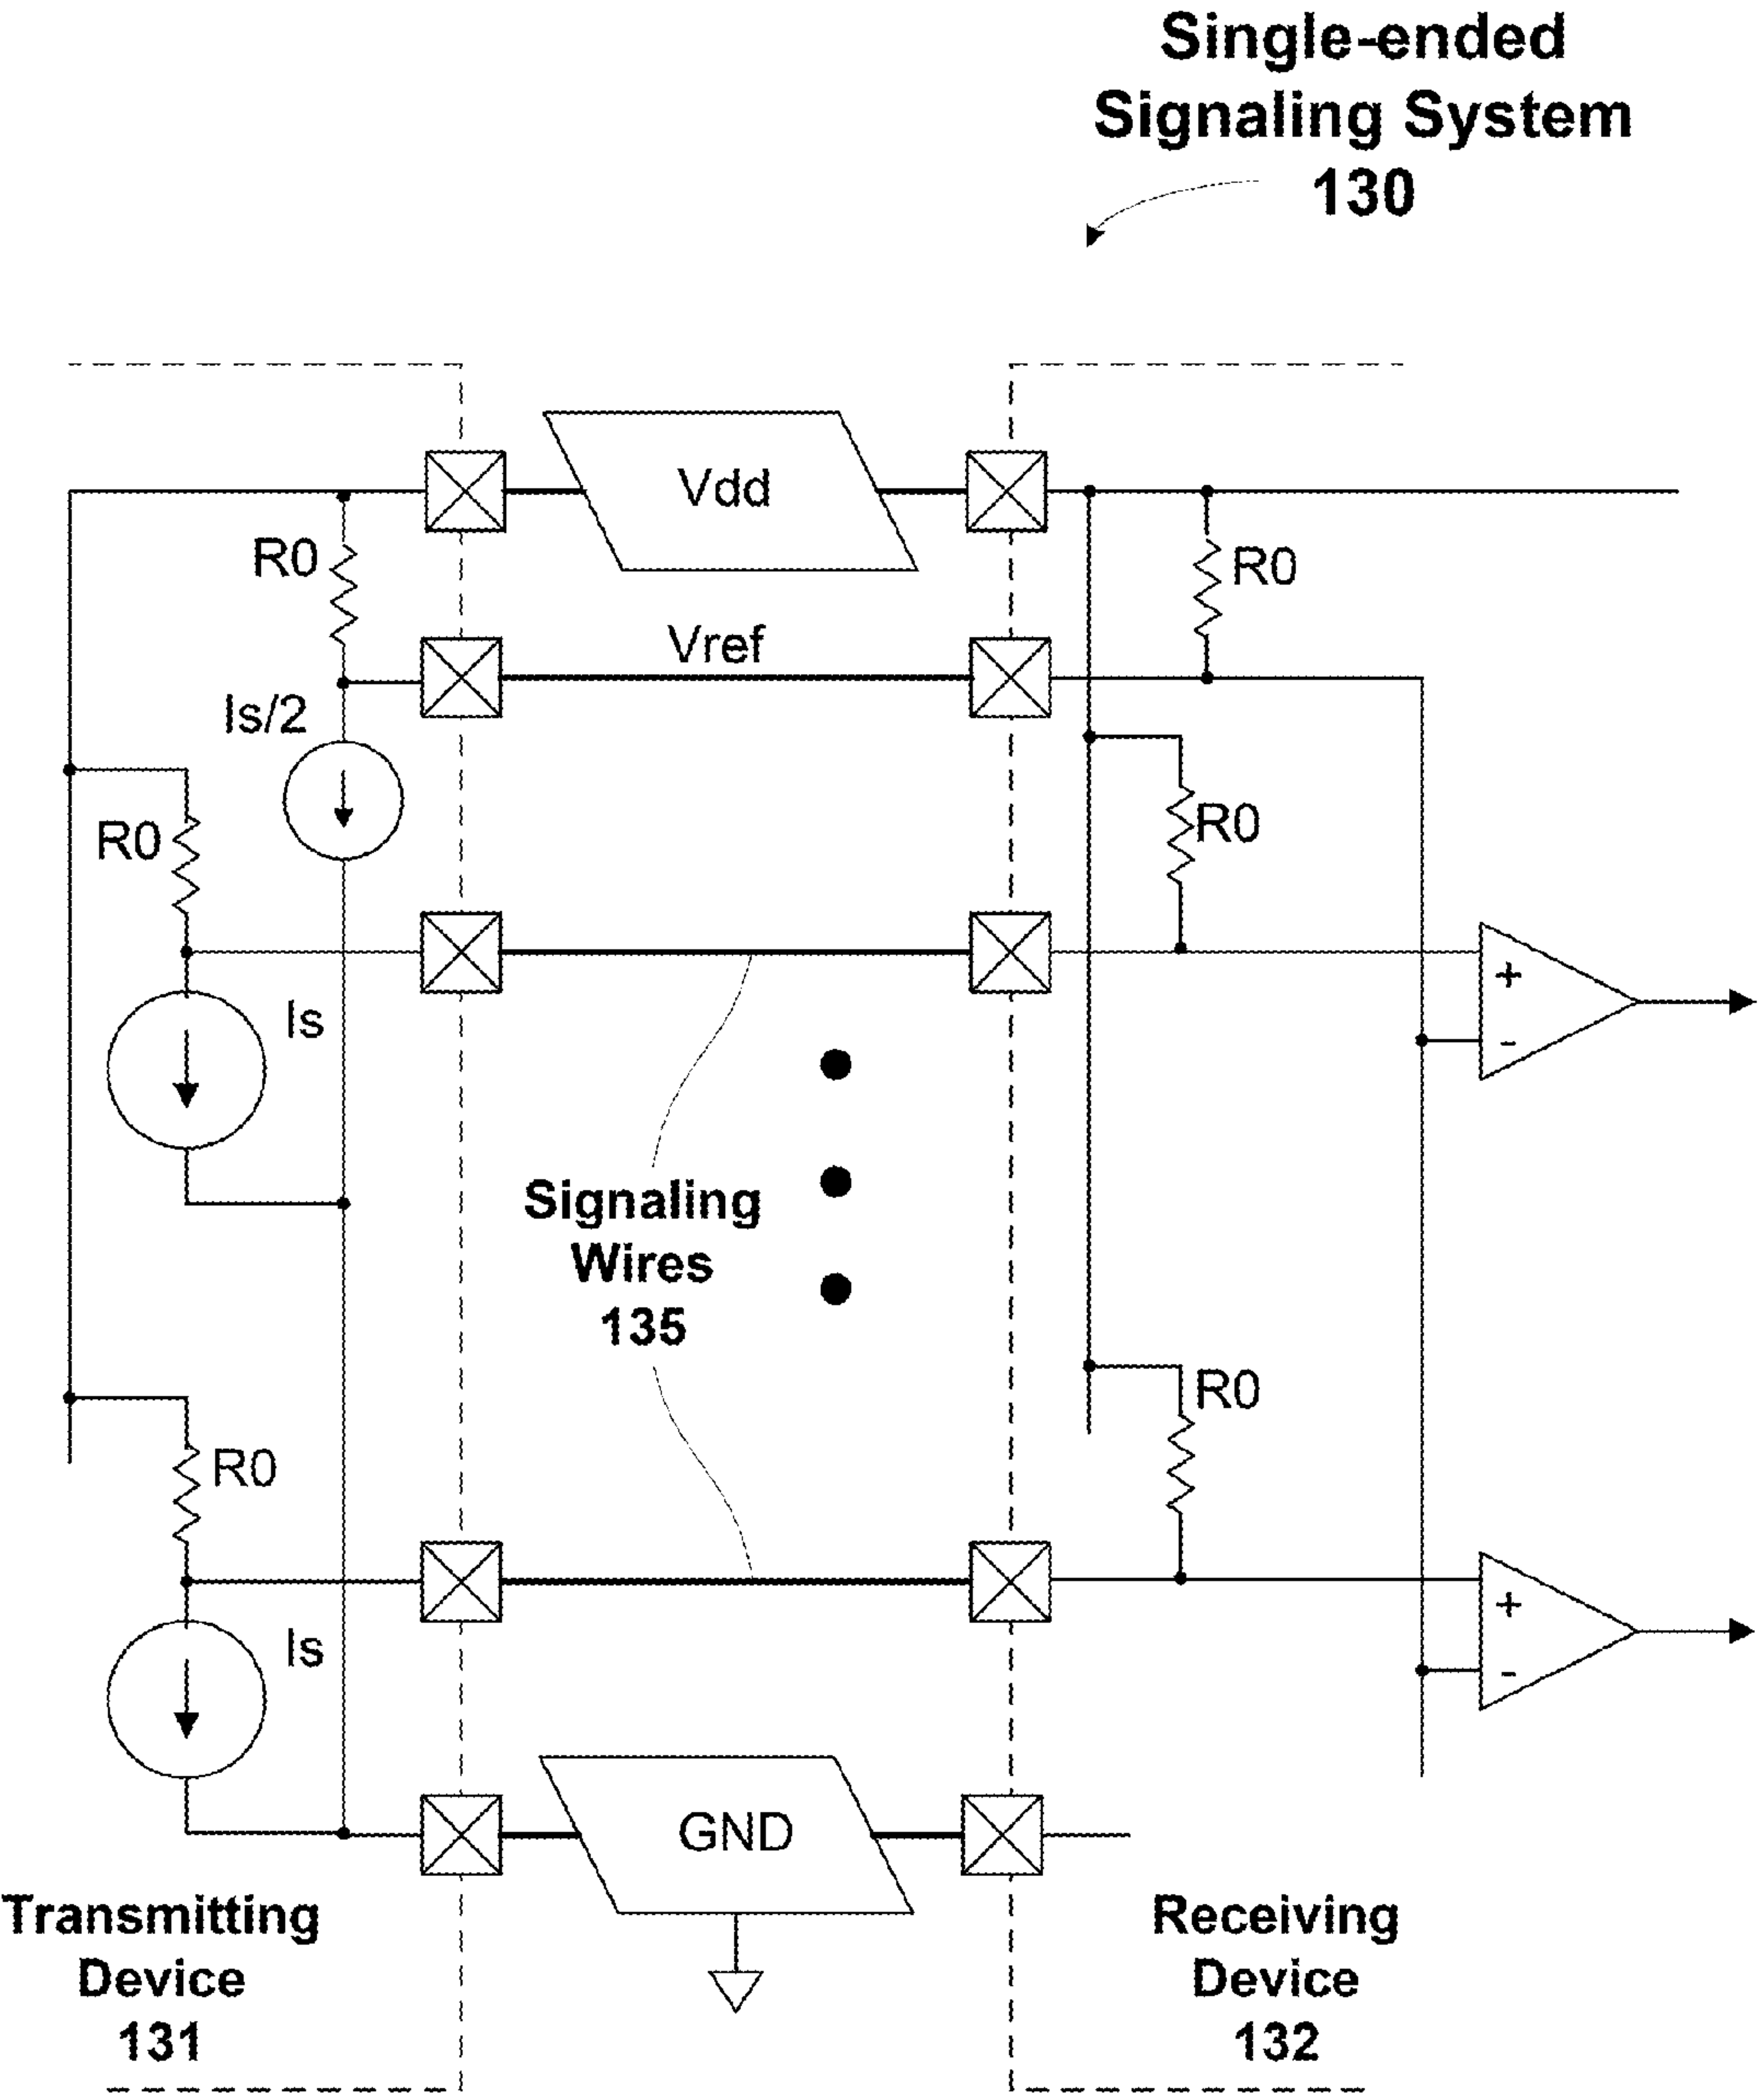 Single-ended
Signaling System
130
Vdd
R0
R0
Vref
Is/2
R0
R0
+
-
Is
Signaling
Wires
135
R0
R0
+
-
Is
GND
Transmitting
Device
131
Receiving
Device
132